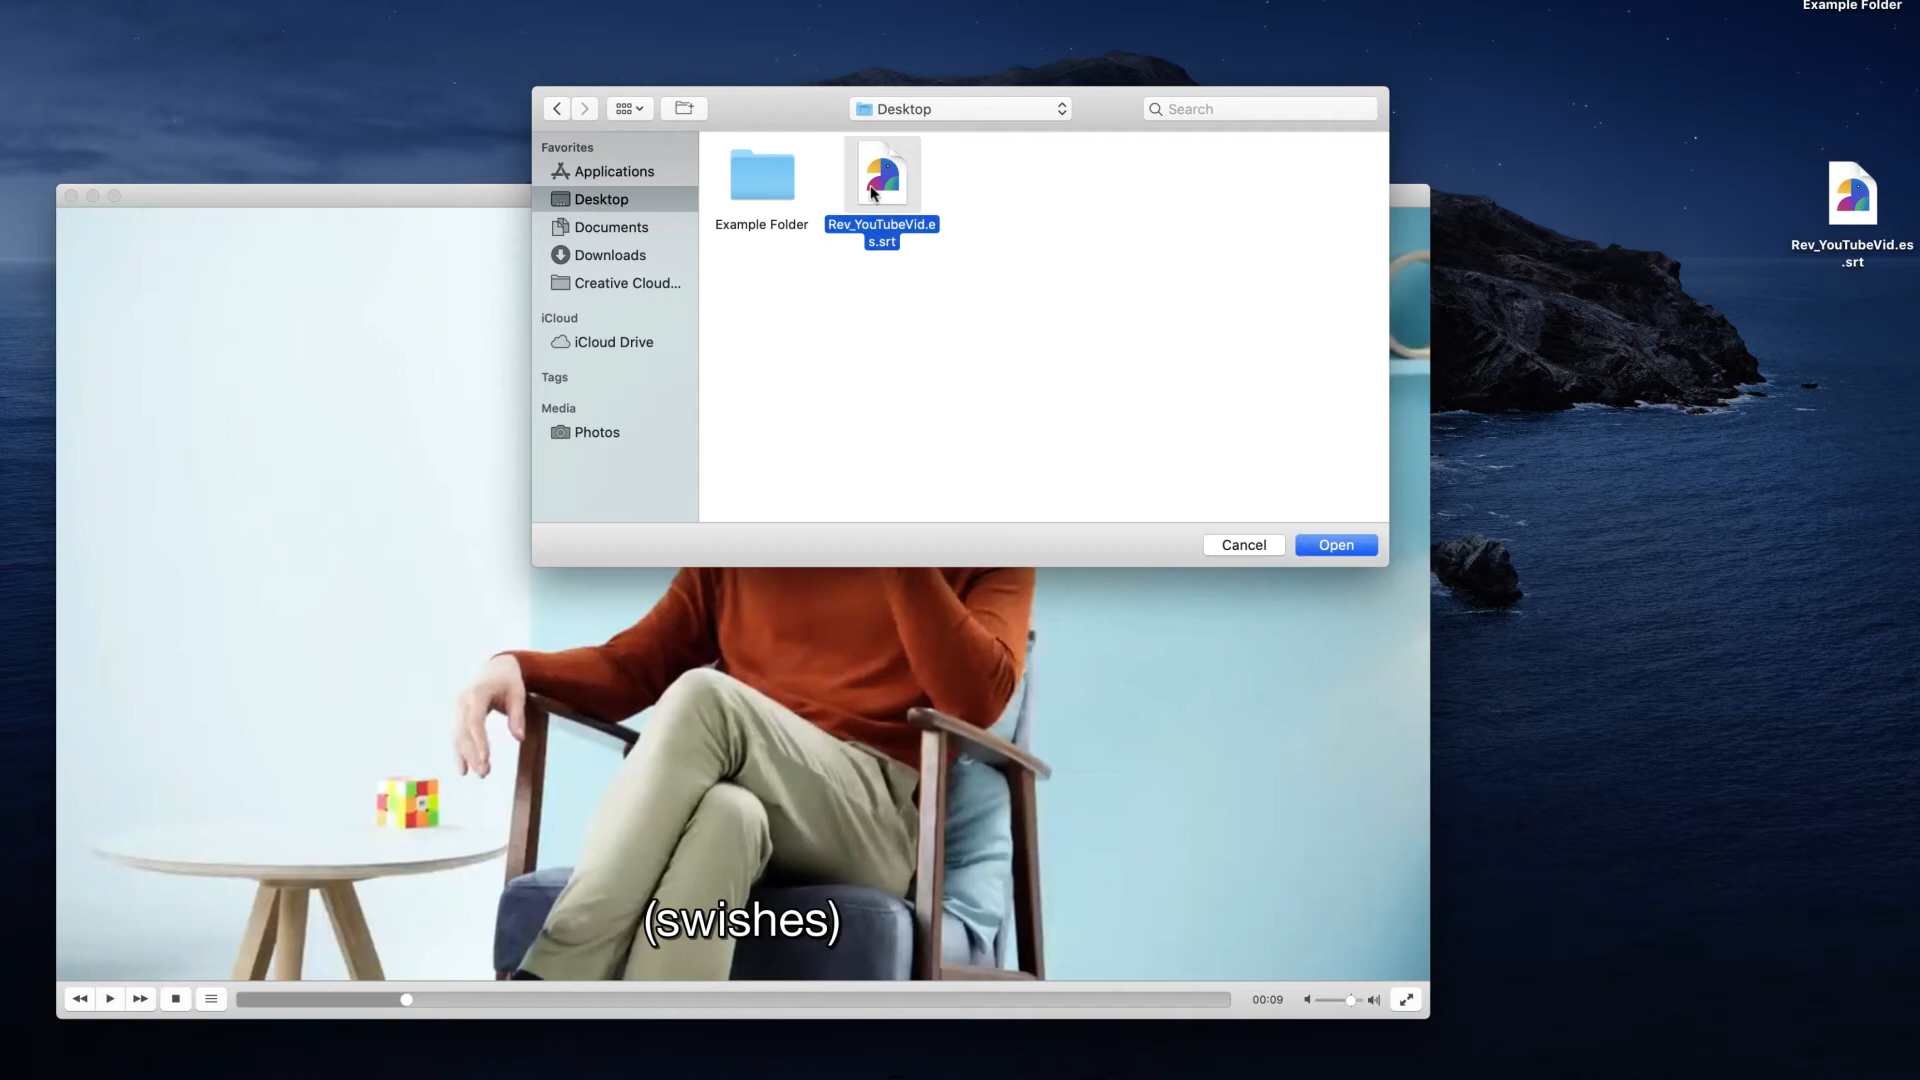 Example Folder
Desktop
Search
Favorites
Applications
Desktop
Documents
Downloads
Creative Cloud...
iCloud
iCloud Drive
Tags
Media
Photos
Example Folder
Rev_YouTubeVid.e
s.srt
Cancel
Open
Rev_YouTubeVid.es
.srt
(swishes)
00:09